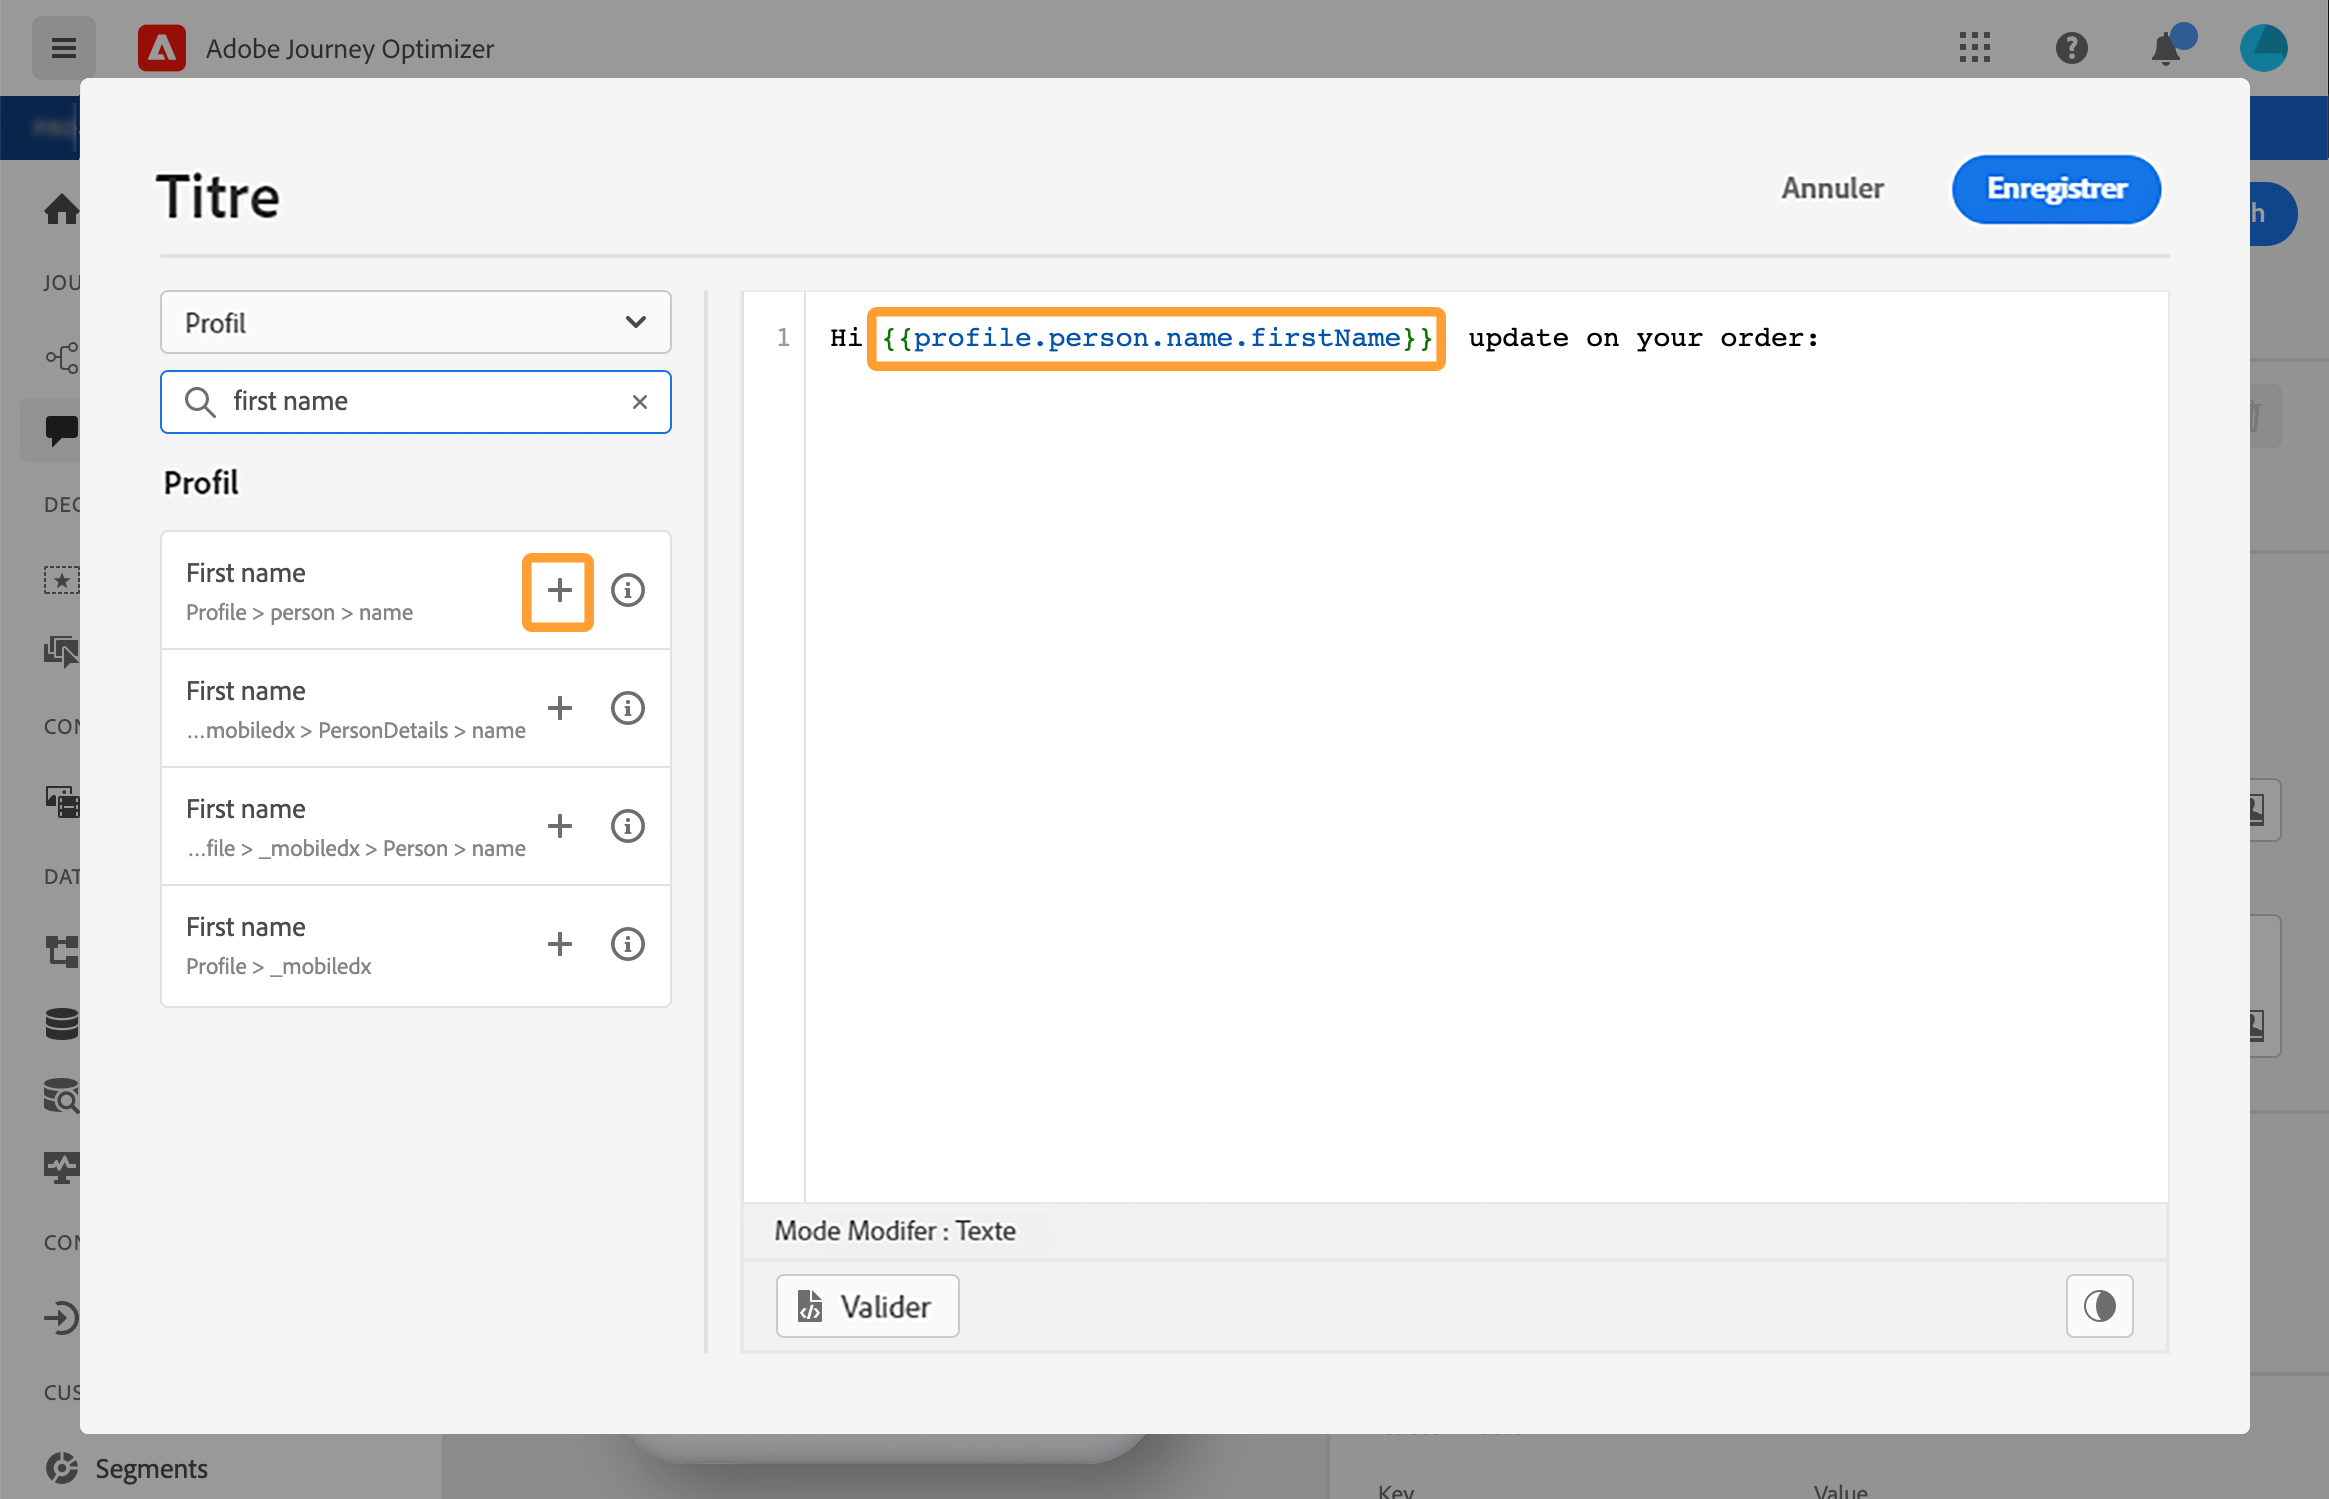 Adobe Journey Optimizer
Titre
Annuler
Enregistrer
h
JOU
Profil
first name
1
Hi {{profile.person.name.firstName}} update on your order:
Profil
DEC
First name
Profile > person > name
First name
...mobiledx > PersonDetails > name
CON
First name
...file > _mobiledx > Person > name
DAT
First name
Profile > _mobiledx
Mode Modifer : Texte
CON
Valider
CUS
Segments
Key
Value